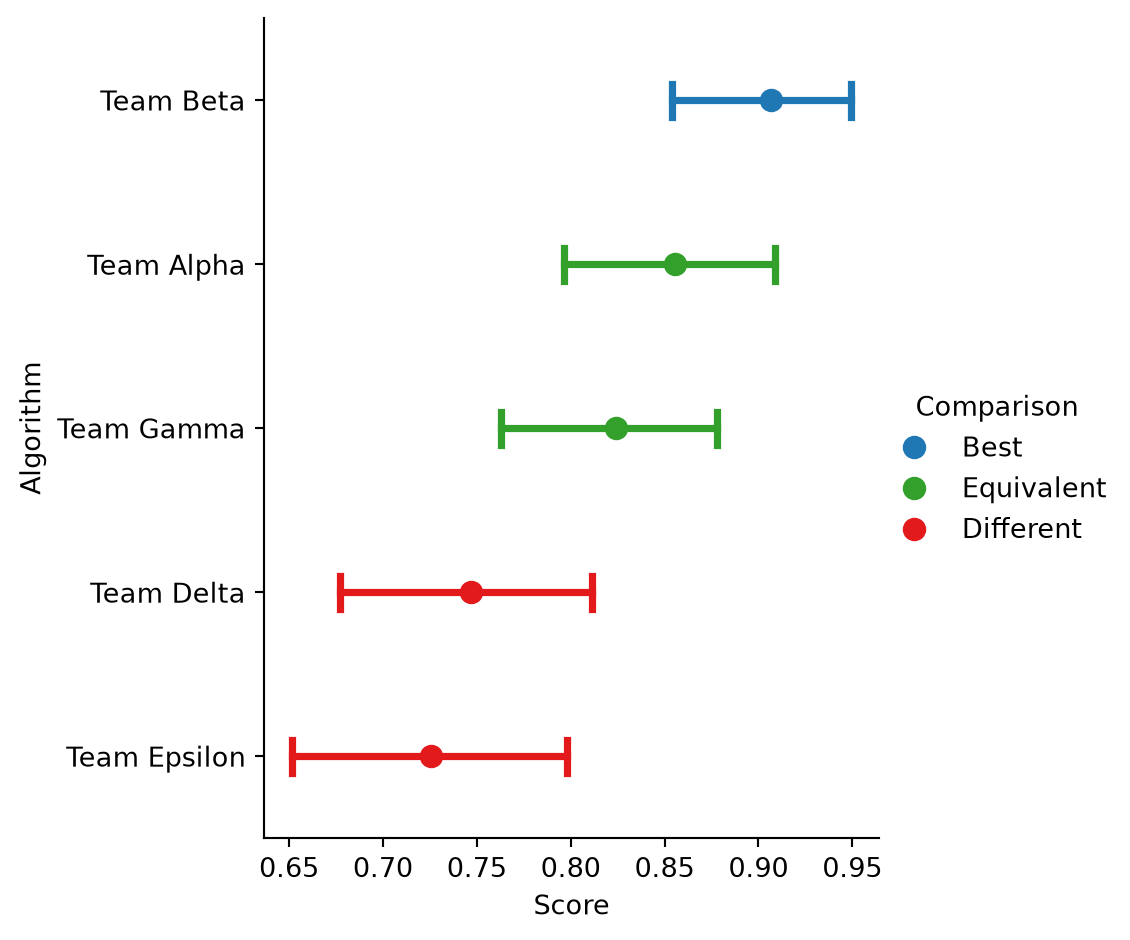 Team Beta
Team Alpha
Team Gamma
Team Delta
Team Epsilon
Algorithm
0.65 0.70 0.75 0.80 0.85 0.90 0.95
Score
Comparison
Best
Equivalent
Different